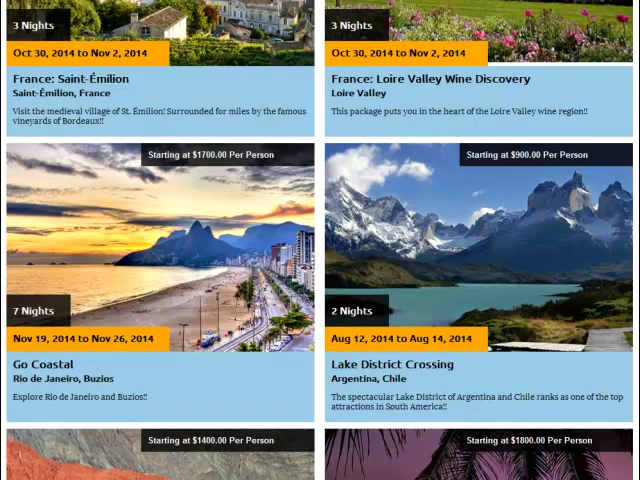 3 Nights
Oct 30, 2014 to Nov 2, 2014
France: Saint-Émilion
Saint-Émilion, France
Visit the medieval village of St. Émilion! Surrounded for miles by the famous
vineyards of Bordeaux!!
3 Nights
Oct 30, 2014 to Nov 2, 2014
France: Loire Valley Wine Discovery
Loire Valley
This package puts you in the heart of the Loire Valley wine region!!
Starting at $1700.00 Per Person
7 Nights
Nov 19, 2014 to Nov 26, 2014
Go Coastal
Rio de Janeiro, Buzios
Explore Rio de Janeiro and Buzios!!
Starting at $900.00 Per Person
2 Nights
Aug 12, 2014 to Aug 14, 2014
Lake District Crossing
Argentina, Chile
The spectacular Lake District of Argentina and Chile ranks as one of the top
attractions in South America!!
Starting at $1400.00 Per Person
Starting at $1800.00 Per Person